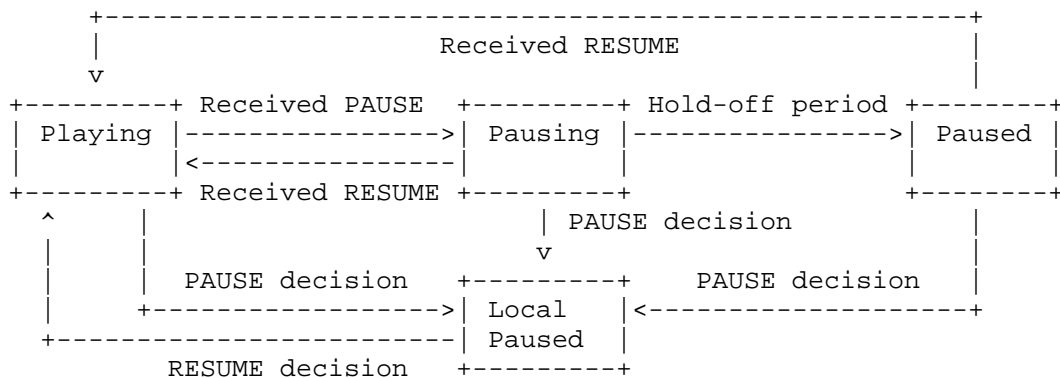 Received RESUME
Received PAUSE Hold-off period
Playing Pausing Paused
Received RESUME
PAUSE decision
PAUSE decision PAUSE decision
Local
Paused
RESUME decision